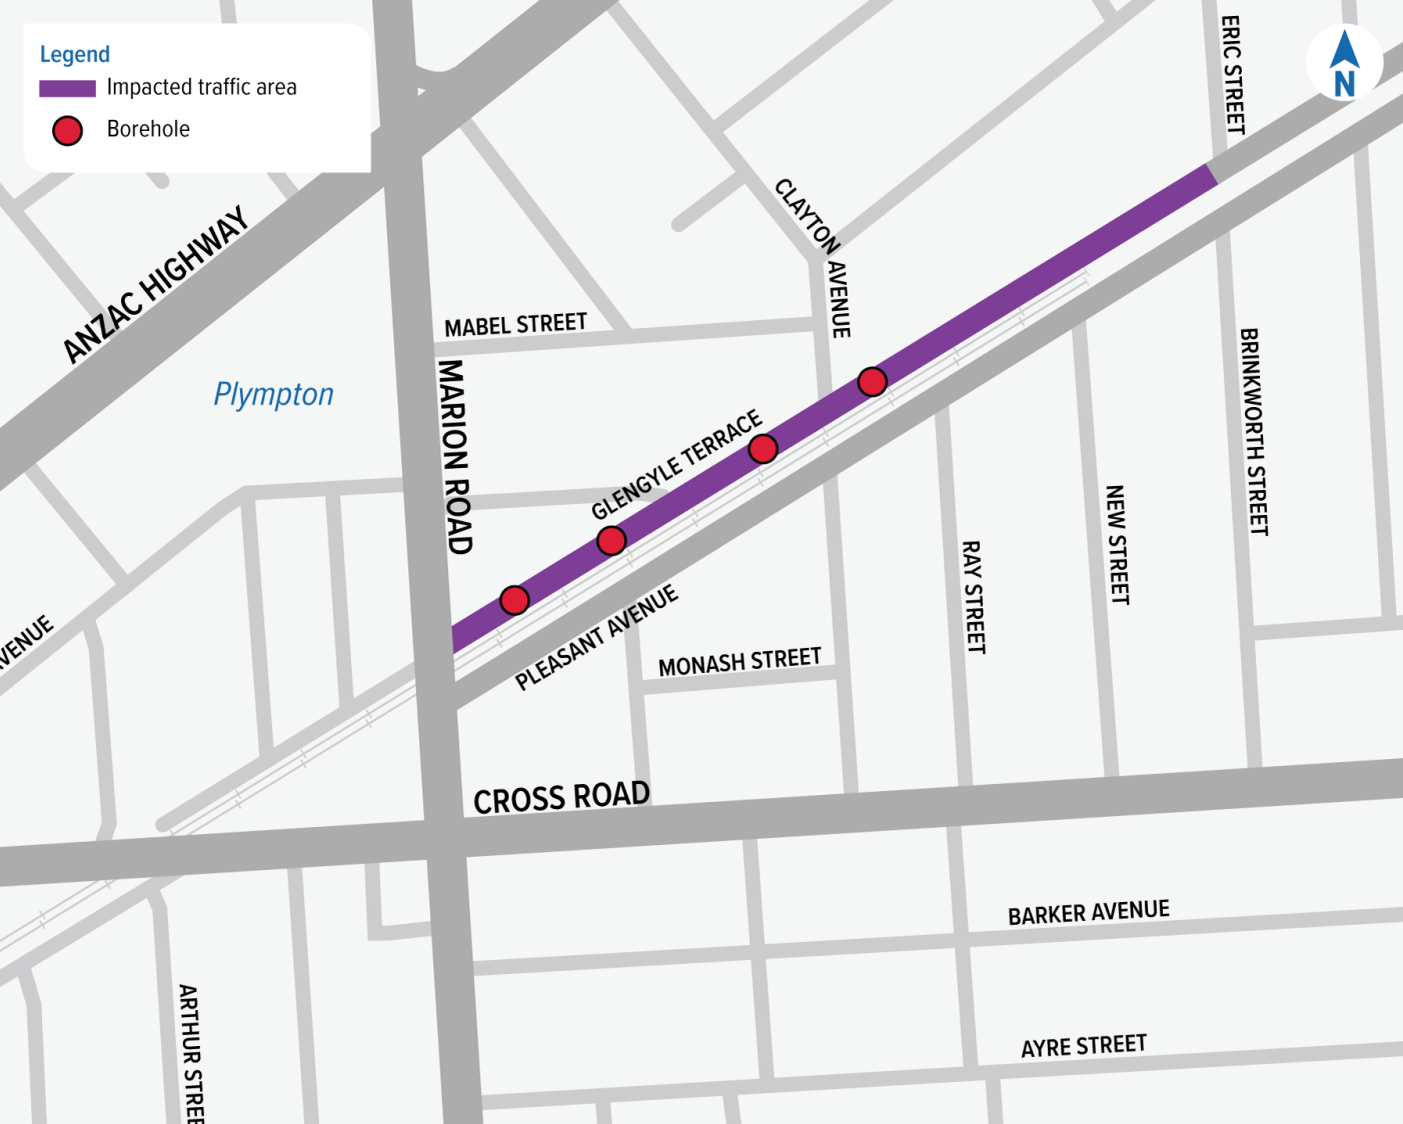 Legend
Impacted traffic area
Borehole
N
ERIC STREET
ANZAC HIGHWAY
CLAYTON AVENUE
MABEL STREET
Plympton
MARION ROAD
GLENGYLE TERRACE
BRINKWORTH STREET
NEW STREET
RAY STREET
PLEASANT AVENUE
VENUE
MONASH STREET
CROSS ROAD
BARKER AVENUE
ARTHUR STREE
AYRE STREET